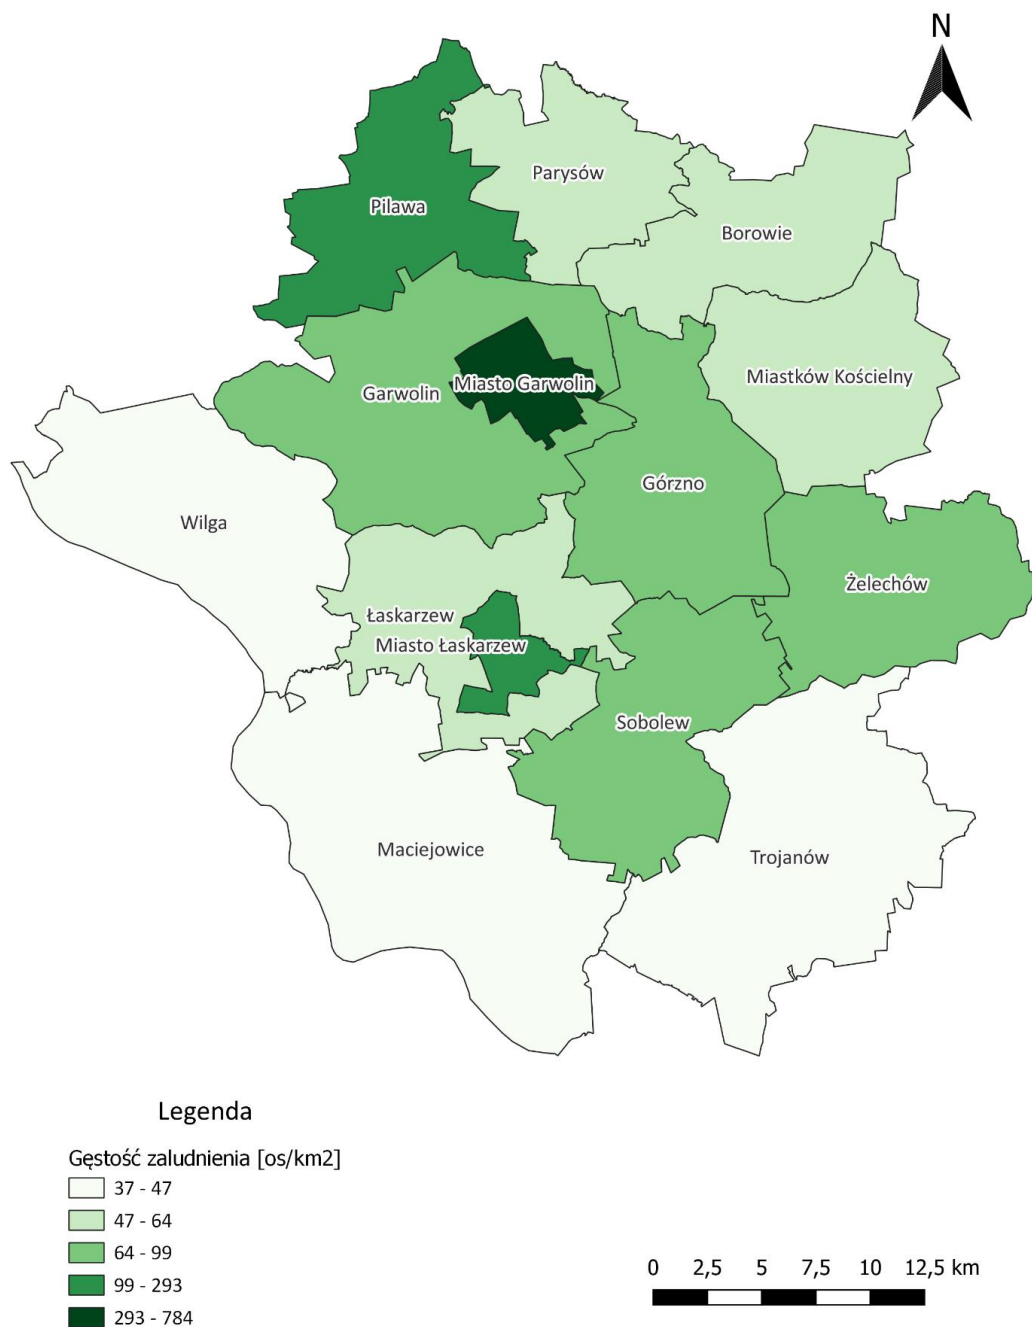 N
Parysów
Pilawa
Borowie
Miastków Kościelny
Miasto Garwolin
Garwolin
Górzno
Wilga
Żelechów
Łaskarzew
Miasto Łaskarzew
Sobolew
Maciejowice
Trojanów
Legenda
Gęstość zaludnienia [os/km2]
37 - 47
47 - 64
64 - 99
99 - 293
293 - 784
0 2,5 5 7,5 10 12,5 km